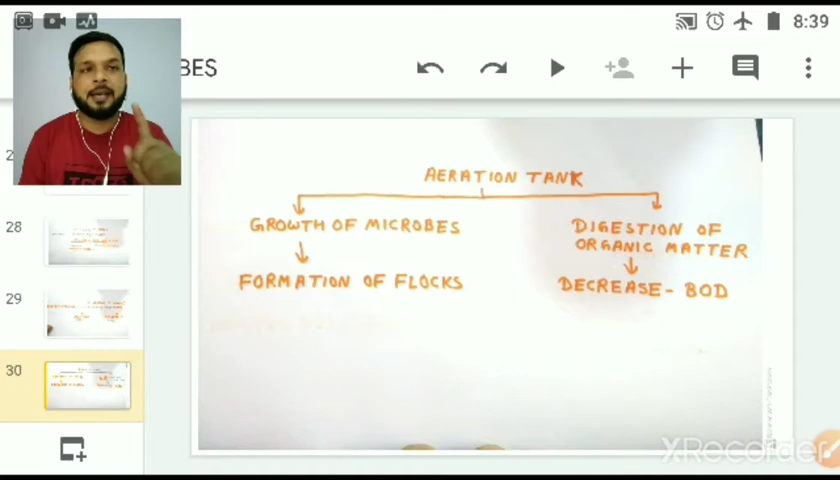 8:39
BES
AERATION TANK
GROWTH OF MICROBES
DIGESTION OF
ORGANIC MATTER
FORMATION OF FLOCKS
DECREASE - BOD
28
29
30
XRecorder